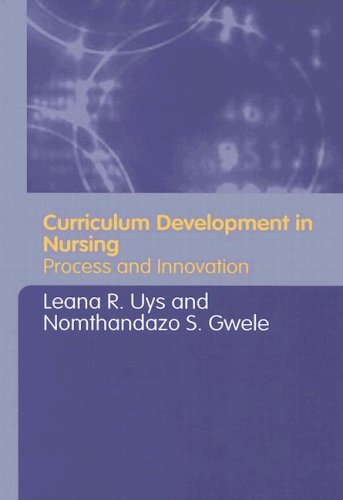 Curriculum Development in
Nursing
Process and Innovation
Leana R. Uys and
Nomthandazo S. Gwele